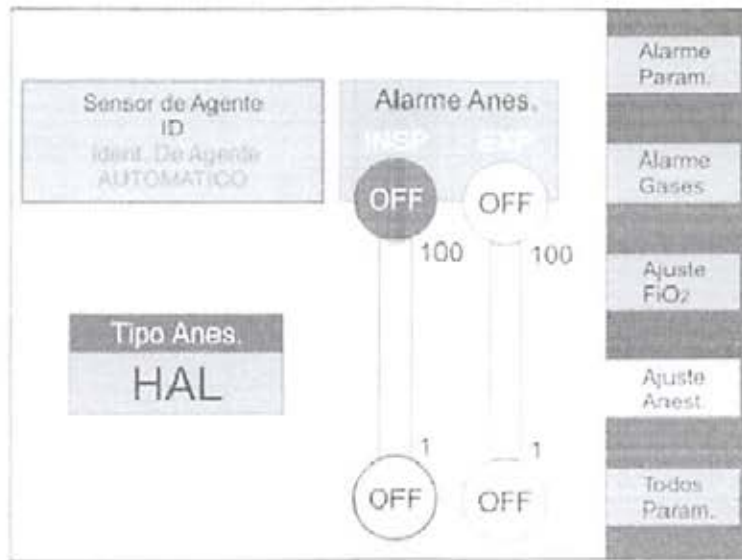 Sensor de Agente
ID
Ident. De Agente
AUTOMATICO
Alarme Anes.
INSP EXP
OFF OFF
100 100
1 1
OFF OFF
Tipo Anes.
HAL
Alarme
Param.
Alarme
Gases
Ajuste
FiO2
Ajuste
Anest.
Todos
Param.